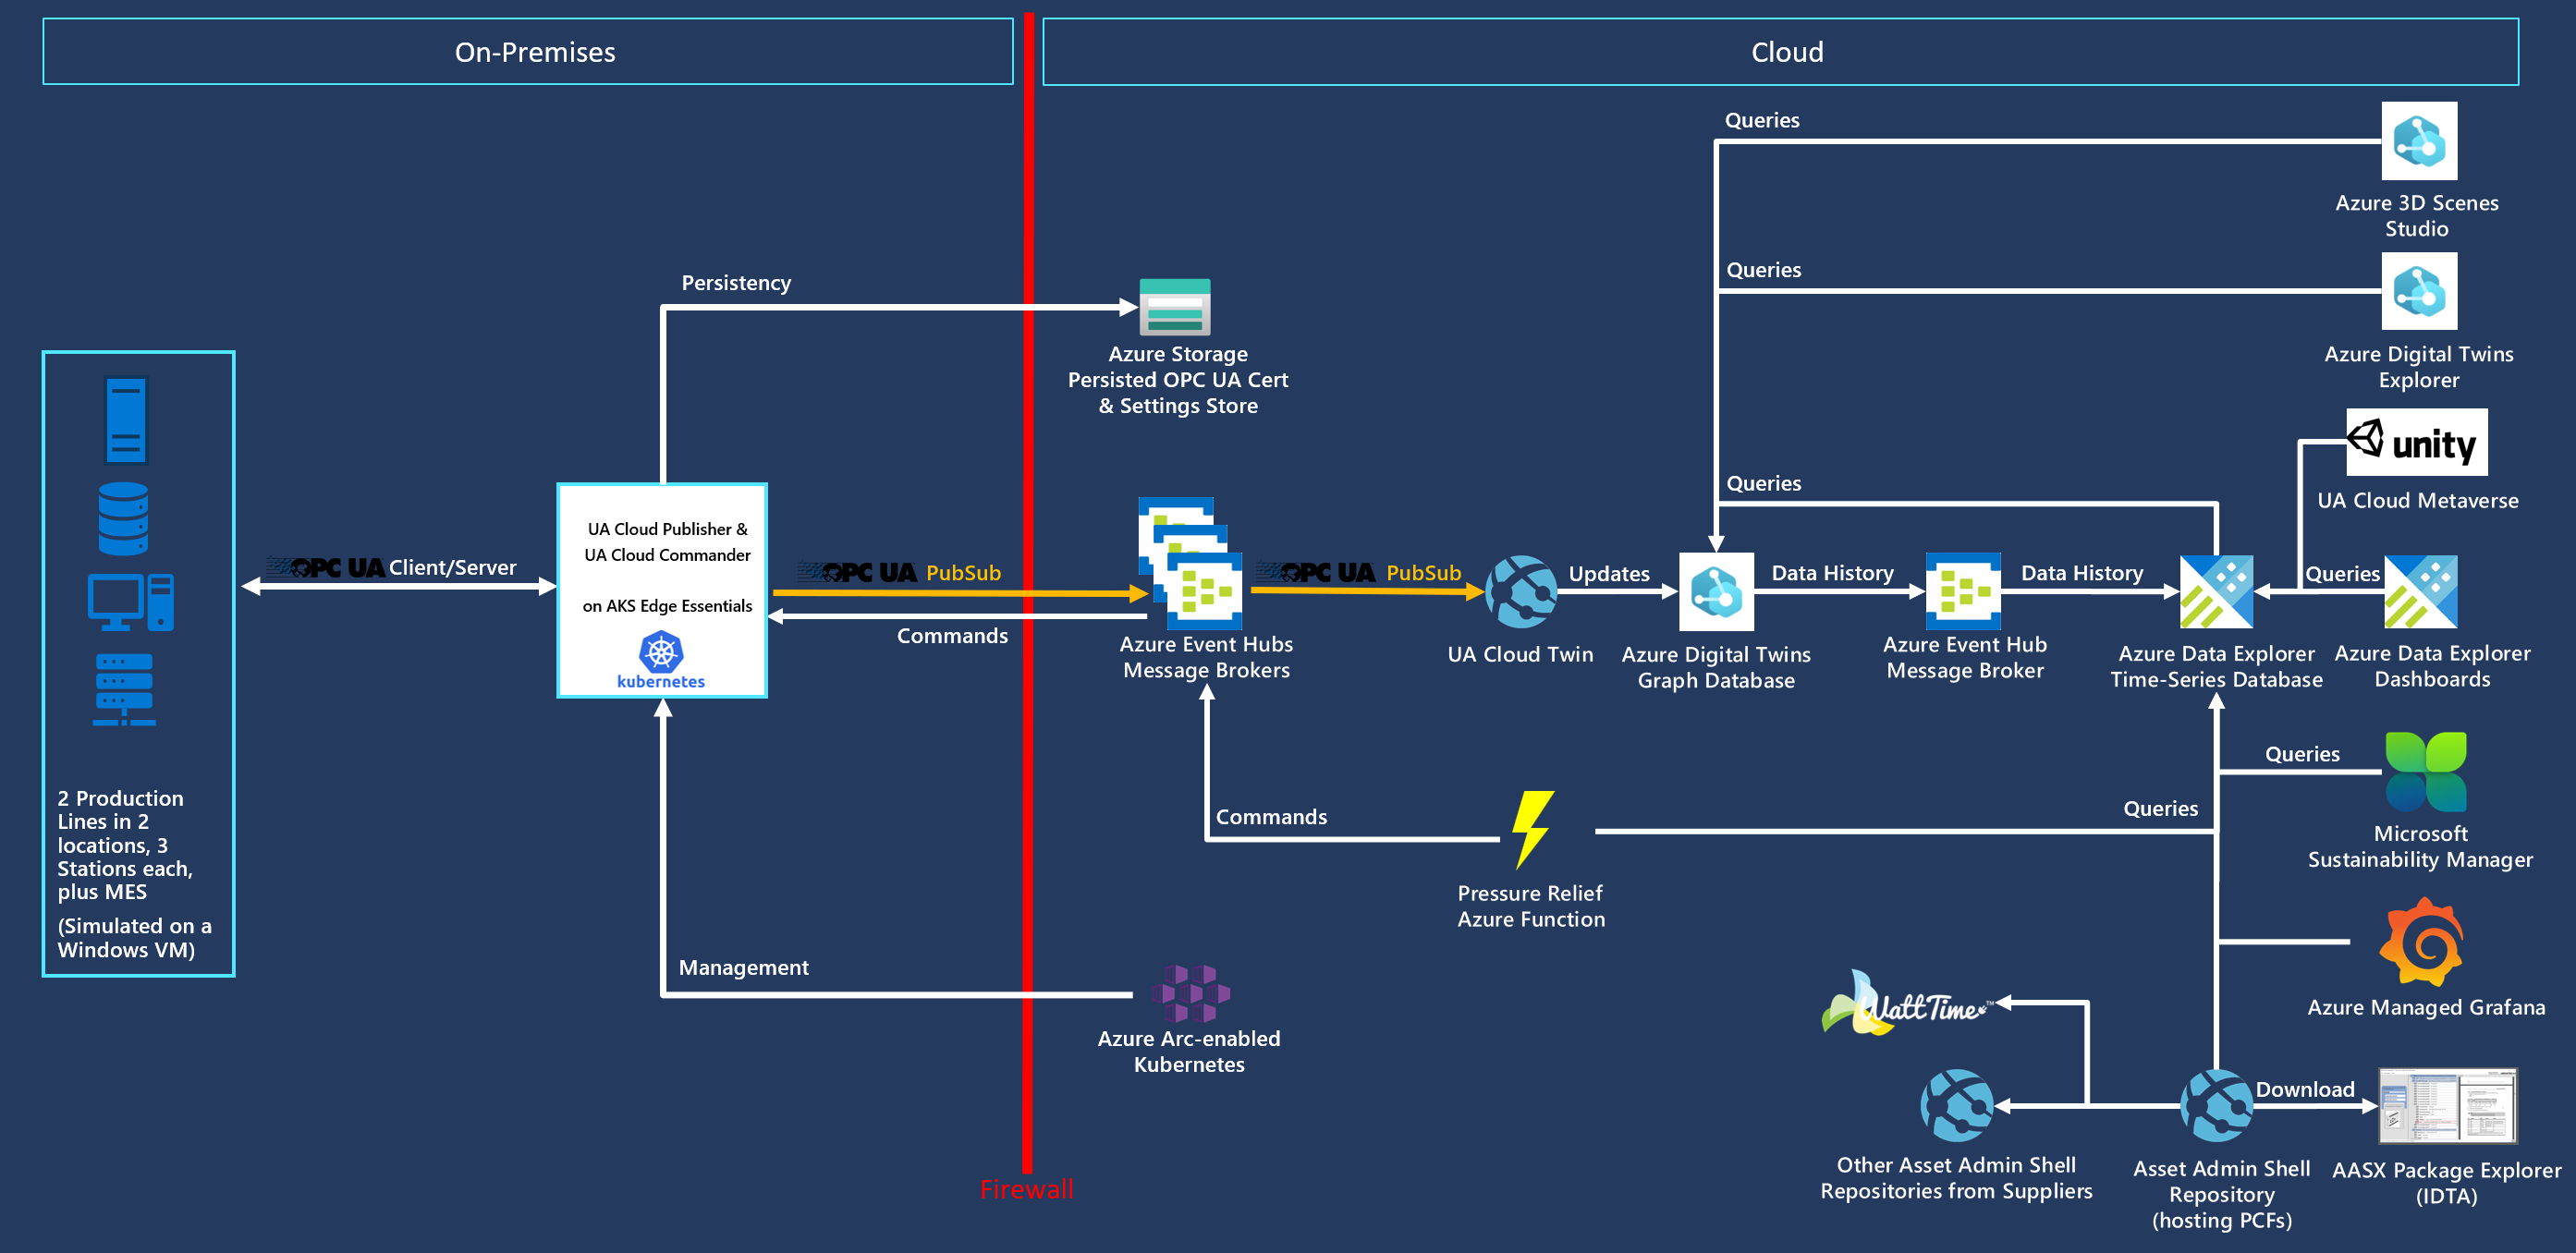 On-Premises
Cloud
Queries
Azure 3D Scenes
Studio
Queries
Azure Digital Twins
Explorer
Persistency
Azure Storage
Persisted OPC UA Cert
& Settings Store
unity
UA Cloud Metaverse
Queries
UA Cloud Publisher &
UA Cloud Commander
on AKS Edge Essentials
kubernetes
OPC UA Client/Server
OPC UA PubSub
Commands
Azure Event Hubs
Message Brokers
OPC UA PubSub
UA Cloud Twin
Updates
Azure Digital Twins
Graph Database
Data History
Azure Event Hub
Message Broker
Data History
Azure Data Explorer
Time-Series Database
Queries
Azure Data Explorer
Dashboards
2 Production
Lines in 2
locations, 3
Stations each,
plus MES
(Simulated on a
Windows VM)
Commands
Pressure Relief
Azure Function
Queries
Queries
Microsoft
Sustainability Manager
Azure Managed Grafana
Management
Azure Arc-enabled
Kubernetes
WattTime™
Other Asset Admin Shell
Repositories from Suppliers
Asset Admin Shell
Repository
(hosting PCFs)
Download
AASX Package Explorer
(IDTA)
Firewall